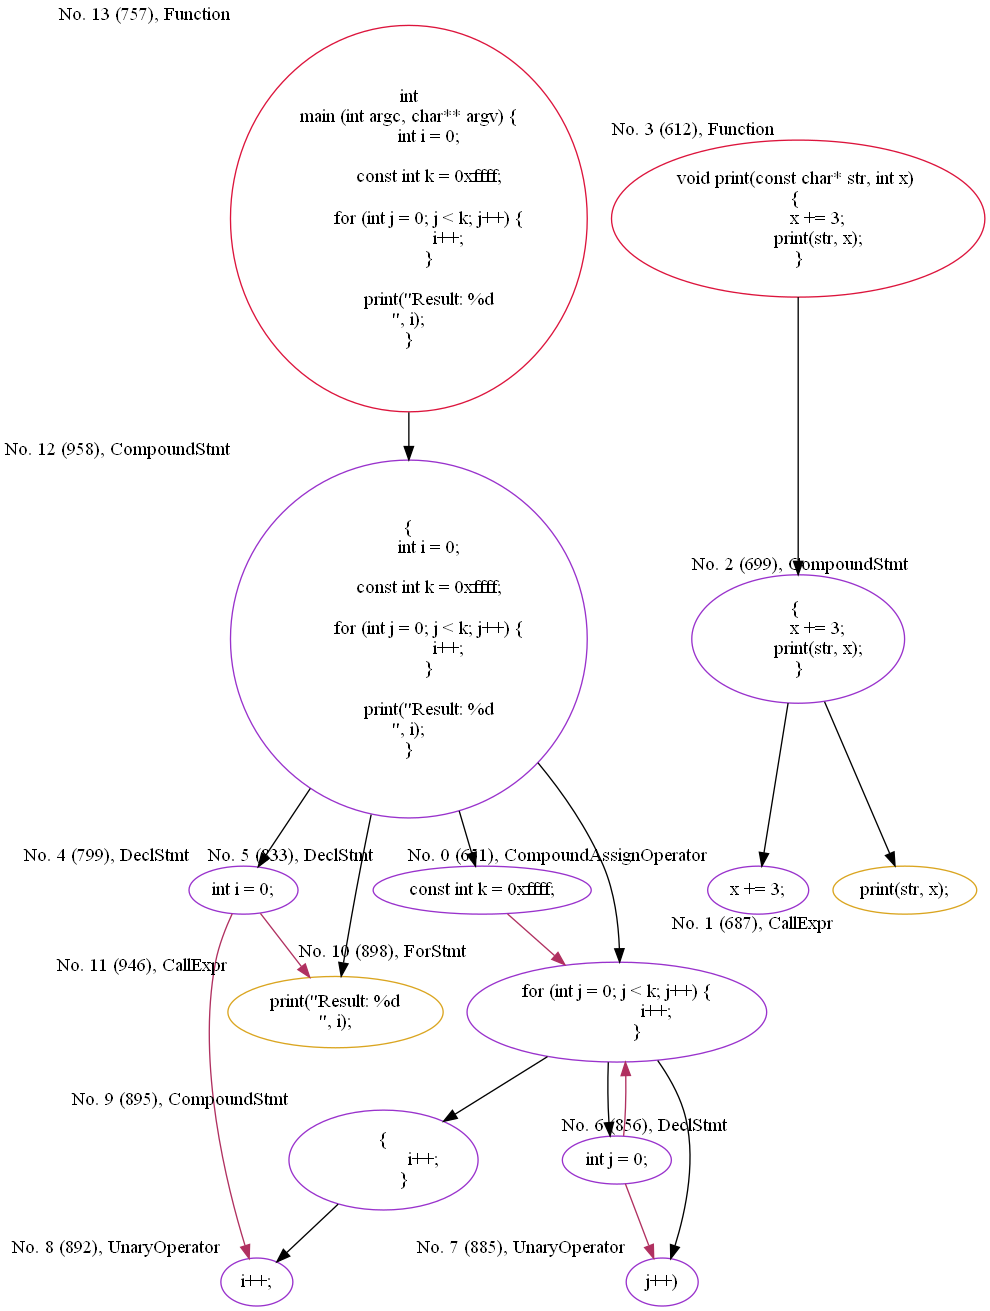 No. 13 (757), Function
int
main (int argc, char** argv) {
int i = 0;
const int k = 0xffff;
for (int j = 0; j < k; j++) {
i++;
}
print("Result: %d
", i);
}
No. 3 (612), Function
void print(const char* str, int x)
{
x += 3;
print(str, x);
}
No. 12 (958), CompoundStmt
{
int i = 0;
const int k = 0xffff;
for (int j = 0; j < k; j++) {
i++;
}
print("Result: %d
", i);
}
No. 2 (699), CompoundStmt
{
x += 3;
print(str, x);
}
No. 4 (799), DeclStmt
int i = 0;
No. 5 (833), DeclStmt
const int k = 0xffff;
No. 0 (651), CompoundAssignOperator
x += 3;
print(str, x);
No. 1 (687), CallExpr
No. 10 (898), ForStmt
No. 11 (946), CallExpr
print("Result: %d
", i);
for (int j = 0; j < k; j++) {
i++;
}
No. 9 (895), CompoundStmt
{
i++;
}
No. 6 (856), DeclStmt
int j = 0;
No. 8 (892), UnaryOperator
i++;
No. 7 (885), UnaryOperator
j++)